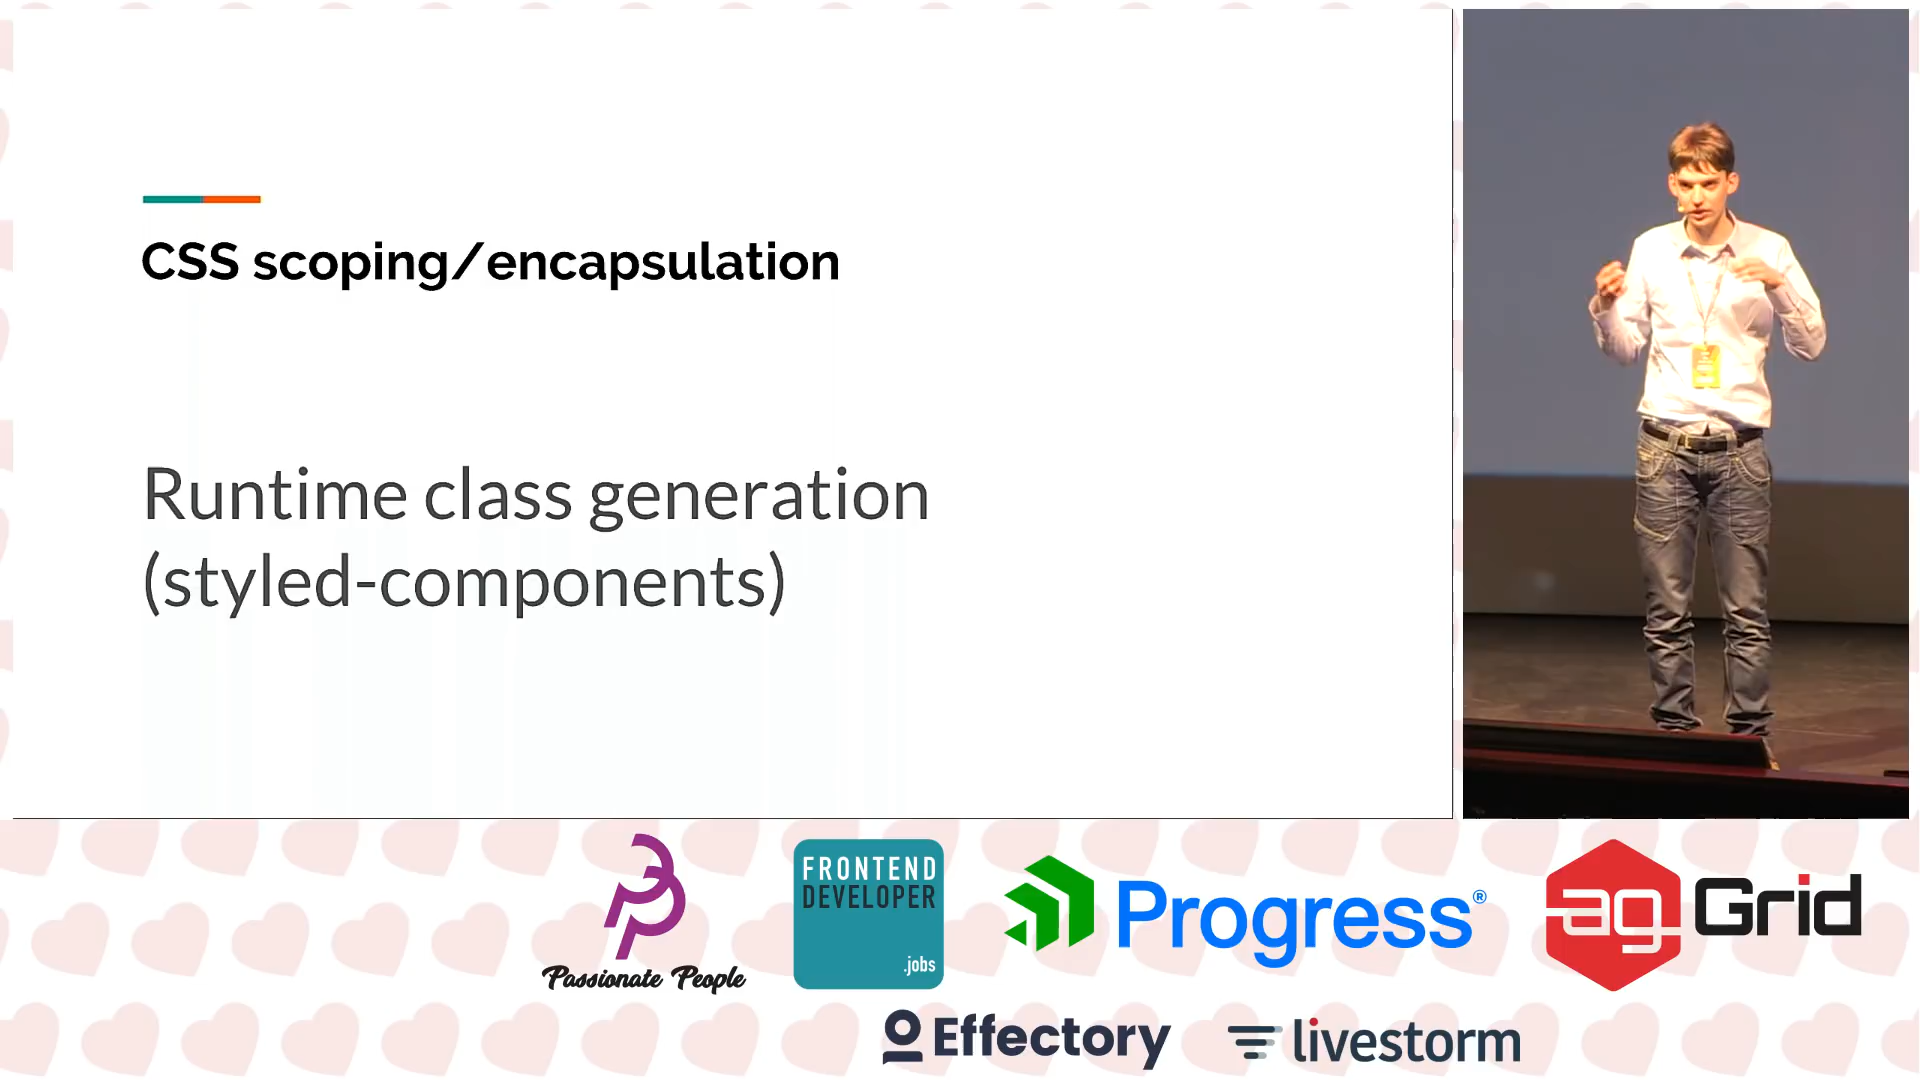 CSS scoping/encapsulation
Runtime class generation
(styled-components)
Passionate People
FRONTEND
DEVELOPER
.jobs
Progress®
ag Grid
Effectory
livestorm